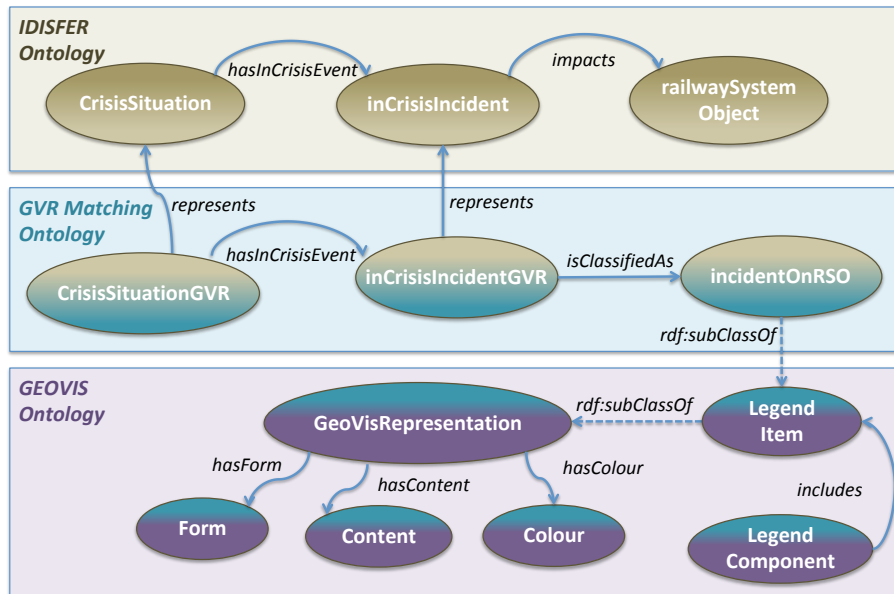 IDISFER
Ontology
hasInCrisisEvent
impacts
CrisisSituation
inCrisisIncident
railwaySystem
Object
represents
represents
GVR Matching
Ontology
hasInCrisisEvent
isClassifiedAs
CrisisSituationGVR
inCrisisIncidentGVR
incidentOnRSO
rdf:subClassOf
GEOVIS
Ontology
GeoVisRepresentation
rdf:subClassOf
Legend
Item
hasForm
hasContent
hasColour
includes
Form
Content
Colour
Legend
Component